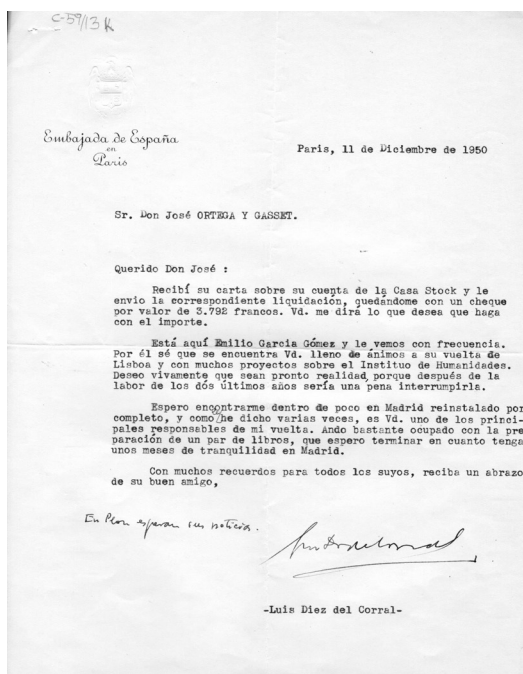 C-59/13 K
Embajada de España
en
Paris
Paris, 11 de Diciembre de 1950
Sr. Don José ORTEGA Y GASSET.
Querido Don José :
Recibí su carta sobre su cuenta de la Casa Stock y le
envio la correspondiente liquidación, quedándome con un cheque
por valor de 3.792 francos. Vd. me dirá lo que desea que haga
con el importe.
Está aquí Emilio Garcia Gómez y le vemos con frecuencia.
Por él sé que se encuentra Vd. lleno de ánimos a su vuelta de
Lisboa y con muchos proyectos sobre el Instituo de Humanidades.
Deseo vivamente que sean pronto realidad, porque después de la
labor de los dós últimos años sería una pena interrumpirla.
Espero encontrarme dentro de poco en Madrid reinstalado por
completo, y como he dicho varias veces, es Vd. uno de los princi-
pales responsables de mi vuelta. Ando bastante ocupado con la pre
paración de un par de libros, que espero terminar en cuanto tenga
unos meses de tranquilidad en Madrid.
Con muchos recuerdos para todos los suyos, reciba un abrazo
de su buen amigo,
En Plon esperan sus noticias.
-Luis Diez del Corral-